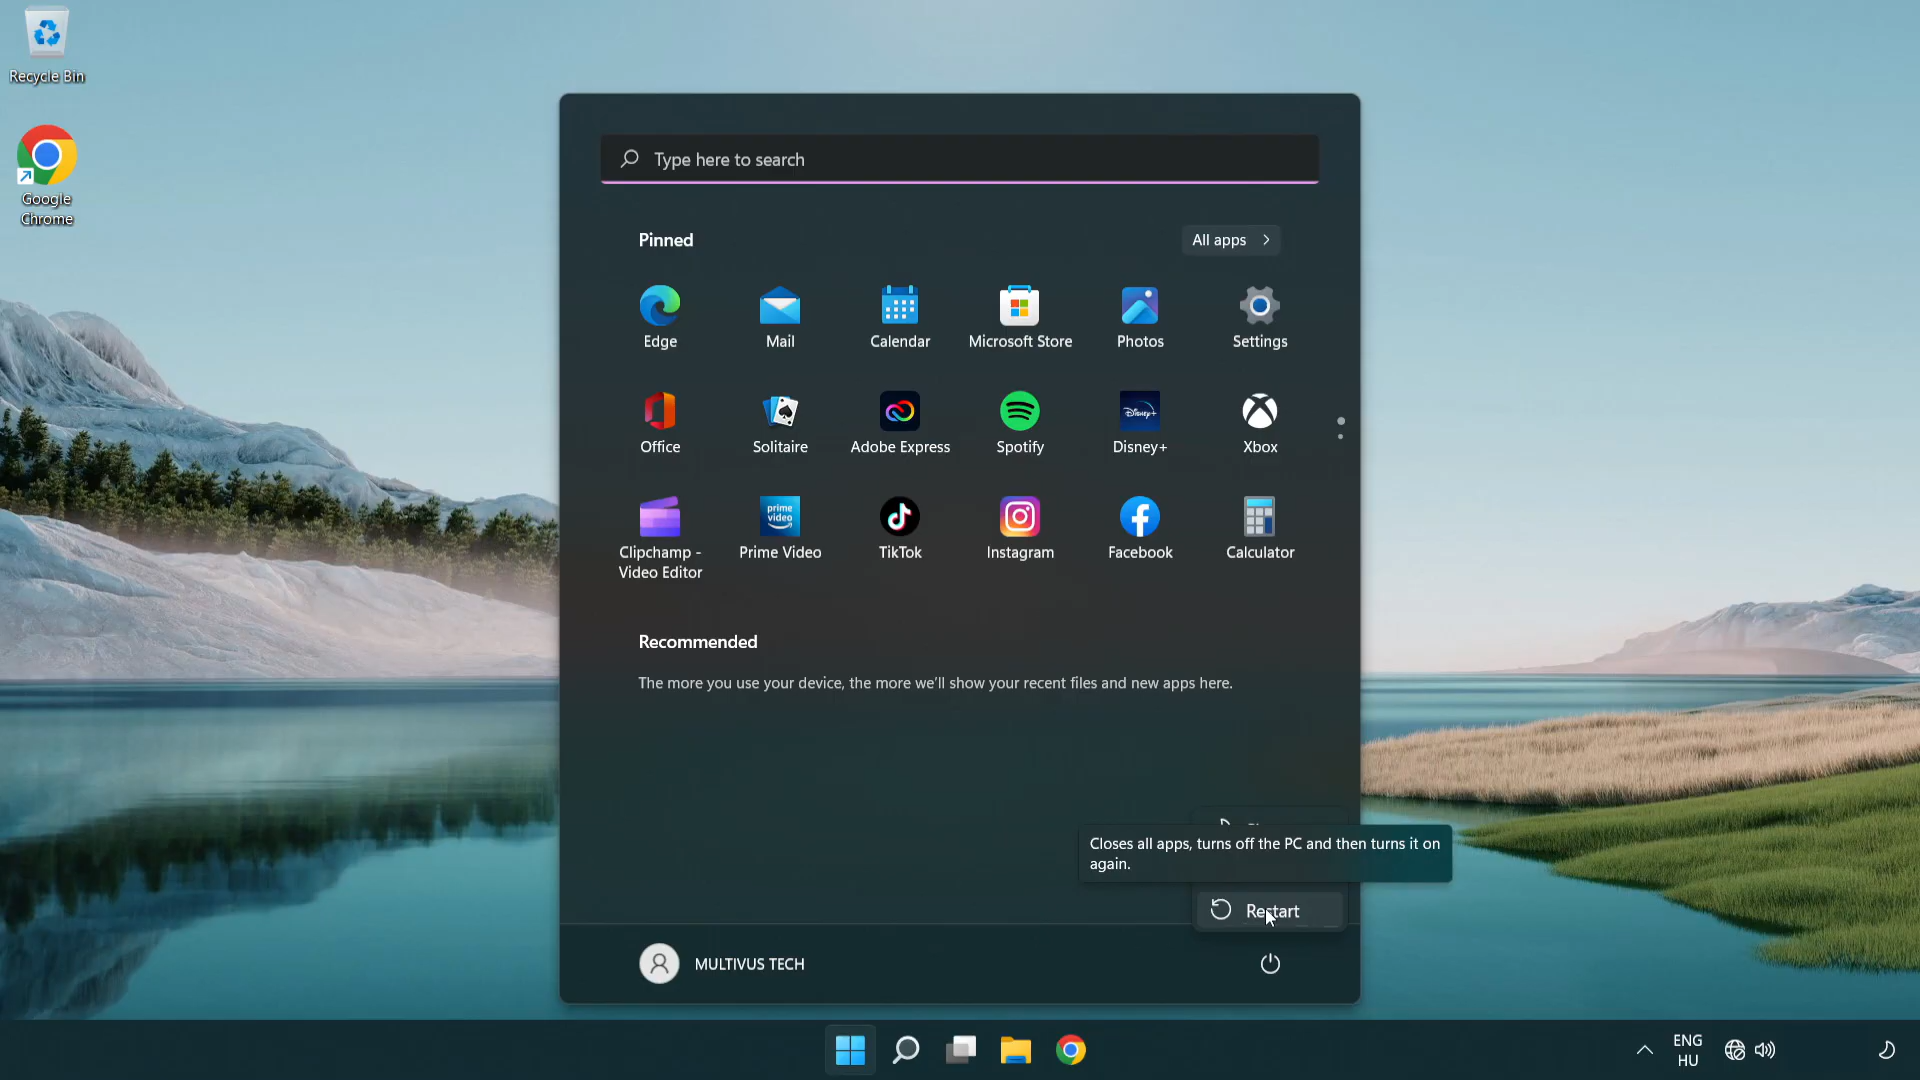 Recycle Bin
Google
Chrome
Type here to search
Pinned
All apps
Edge
Mail
Calendar
Microsoft Store
Photos
Settings
Office
Solitaire
Adobe Express
Spotify
Disney+
Disney+
Xbox
prime
video
Clipchamp -
Video Editor
Prime Video
TikTok
Instagram
Facebook
Calculator
Recommended
The more you use your device, the more we'll show your recent files and new apps here.
Closes all apps, turns off the PC and then turns it on
again.
Restart
MULTIVUS TECH
ENG
HU